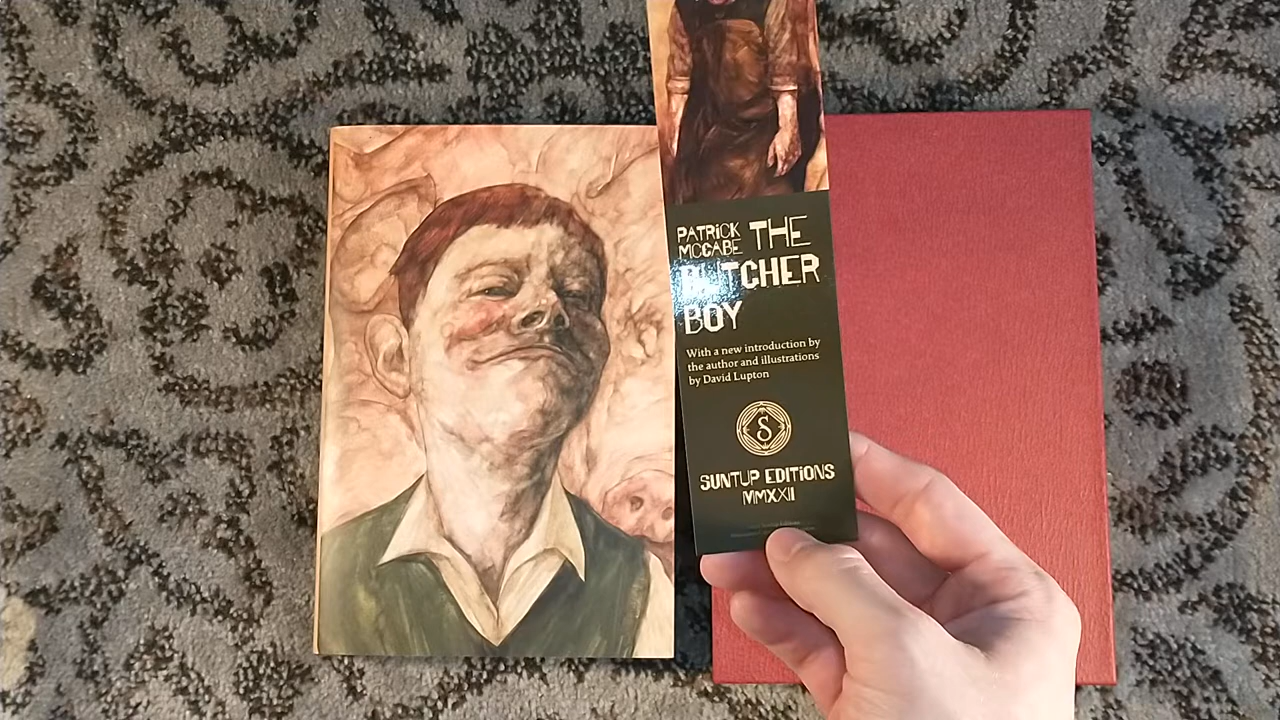 PATRICK
MCCABE
THE
BUTCHER
BOY
With a new introduction by
the author and illustrations
by David Lupton
S
SUNTUP EDITIONS
MMXXII